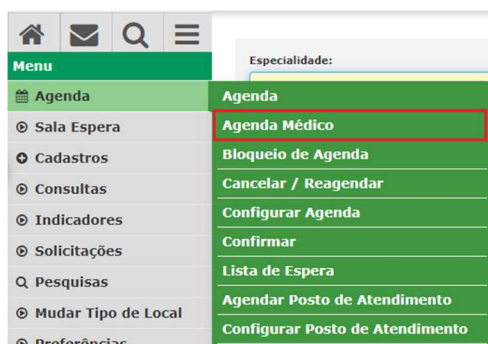 Especialidade:
Menu
Agenda
Sala Espera
Cadastros
Consultas
Indicadores
Solicitações
Pesquisas
Mudar Tipo de Local
Preferências
Agenda
Agenda Médico
Bloqueio de Agenda
Cancelar / Reagendar
Configurar Agenda
Confirmar
Lista de Espera
Agendar Posto de Atendimento
Configurar Posto de Atendimento